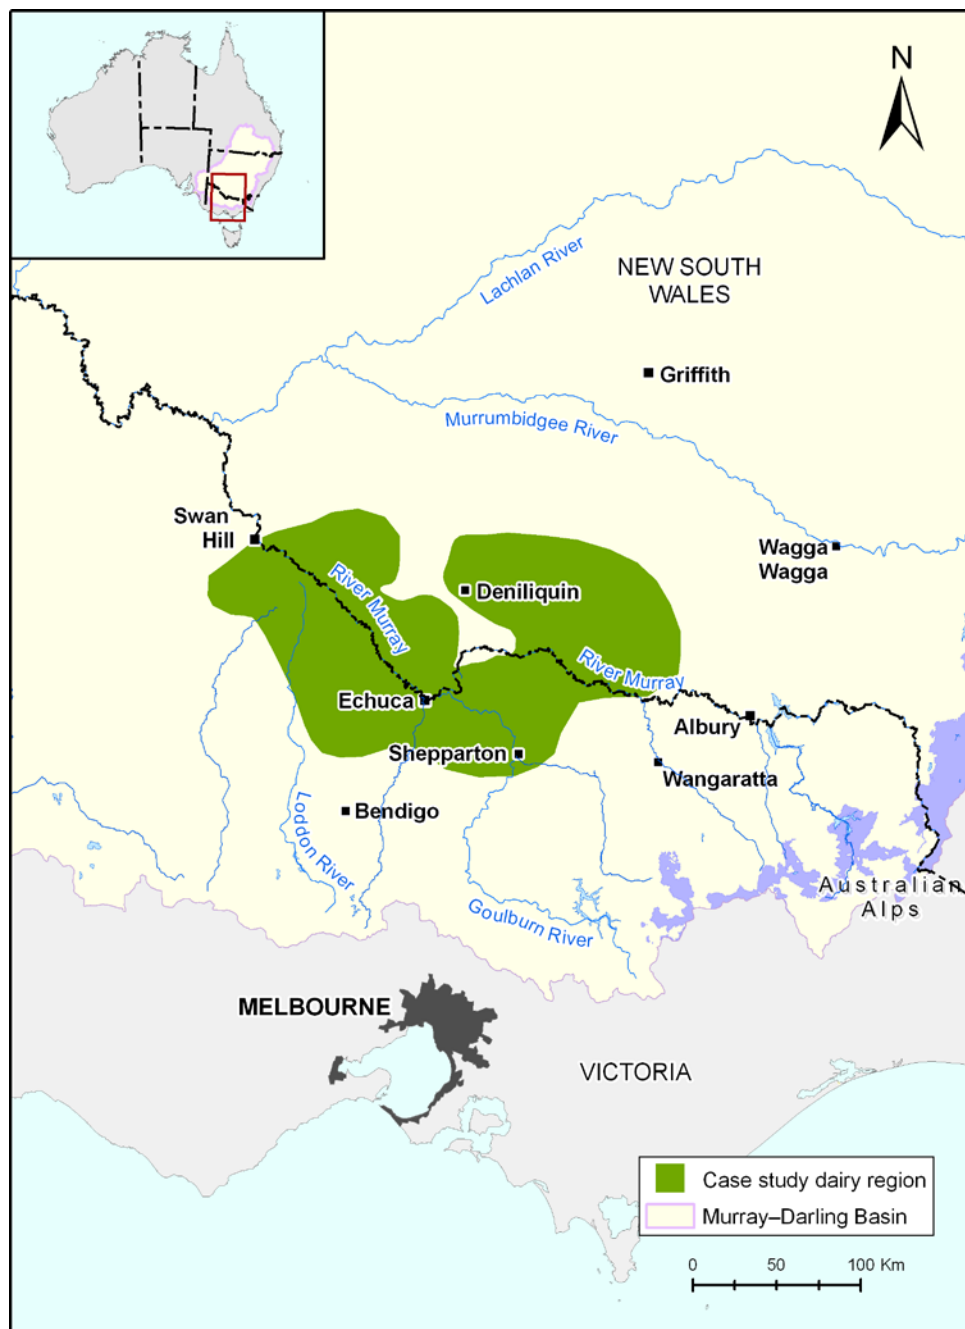 N
Lachlan River
NEW SOUTH
WALES
Griffith
Murrumbidgee River
Swan
Hill
Wagga
Wagga
River Murray
Deniliquin
River Murray
Echuca
Albury
Shepparton
Wangaratta
Bendigo
Loddon River
Australian
Alps
Goulburn River
MELBOURNE
VICTORIA
Case study dairy region
Murray–Darling Basin
0 50 100 Km